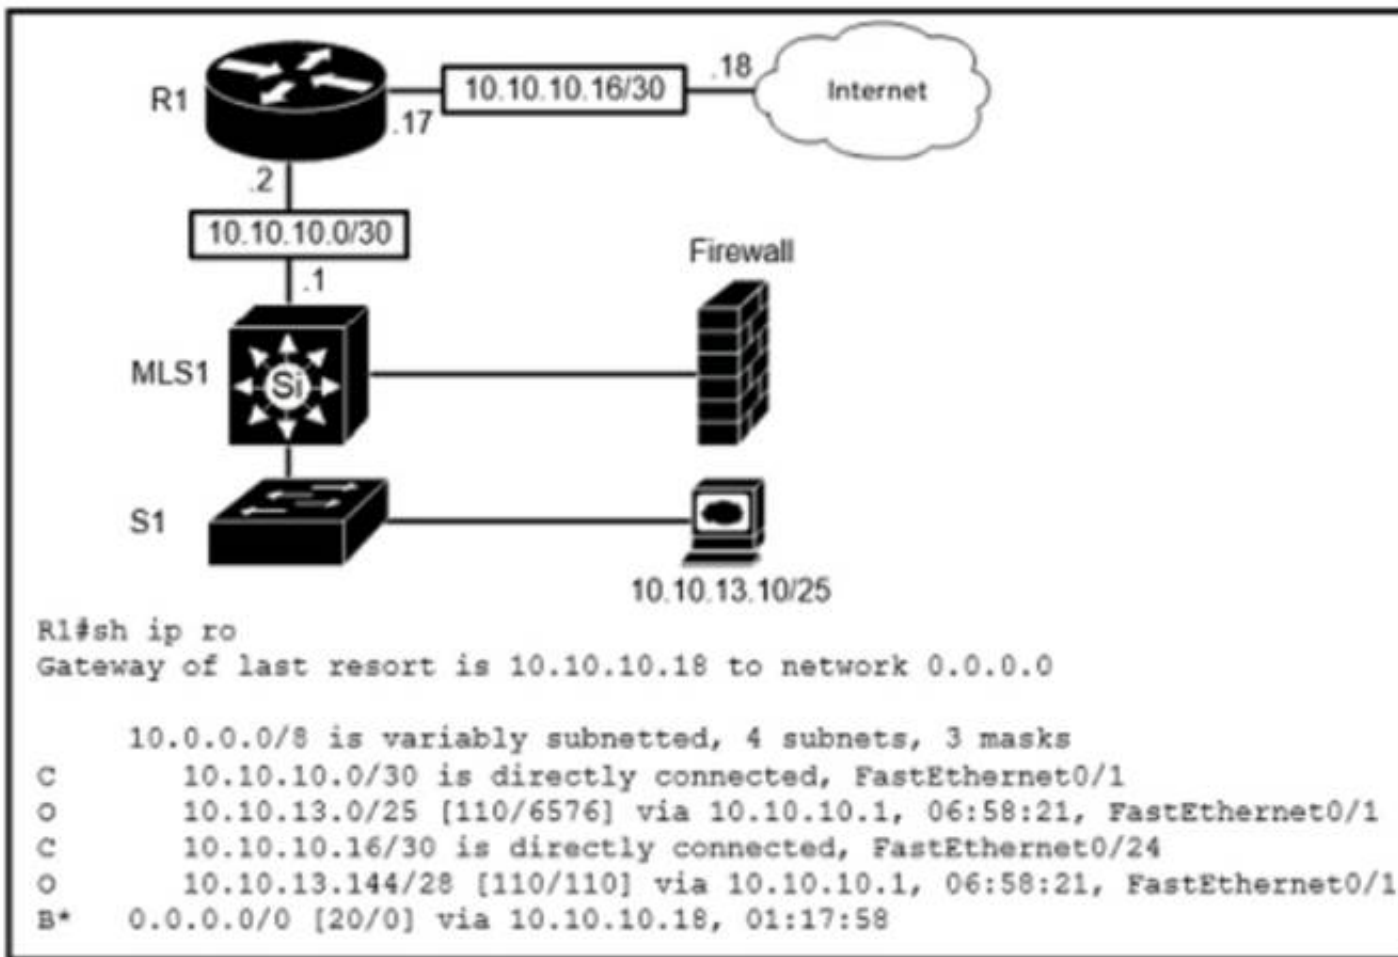 R1
.17
10.10.10.16/30
.18
Internet
.2
10.10.10.0/30
.1
Firewall
MLS1
Si
S1
10.10.13.10/25
R1#sh ip ro
Gateway of last resort is 10.10.10.18 to network 0.0.0.0
10.0.0.0/8 is variably subnetted, 4 subnets, 3 masks
C 10.10.10.0/30 is directly connected, FastEthernet0/1
O 10.10.13.0/25 [110/6576] via 10.10.10.1, 06:58:21, FastEthernet0/1
C 10.10.10.16/30 is directly connected, FastEthernet0/24
O 10.10.13.144/28 [110/110] via 10.10.10.1, 06:58:21, FastEthernet0/1
B* 0.0.0.0/0 [20/0] via 10.10.10.18, 01:17:58